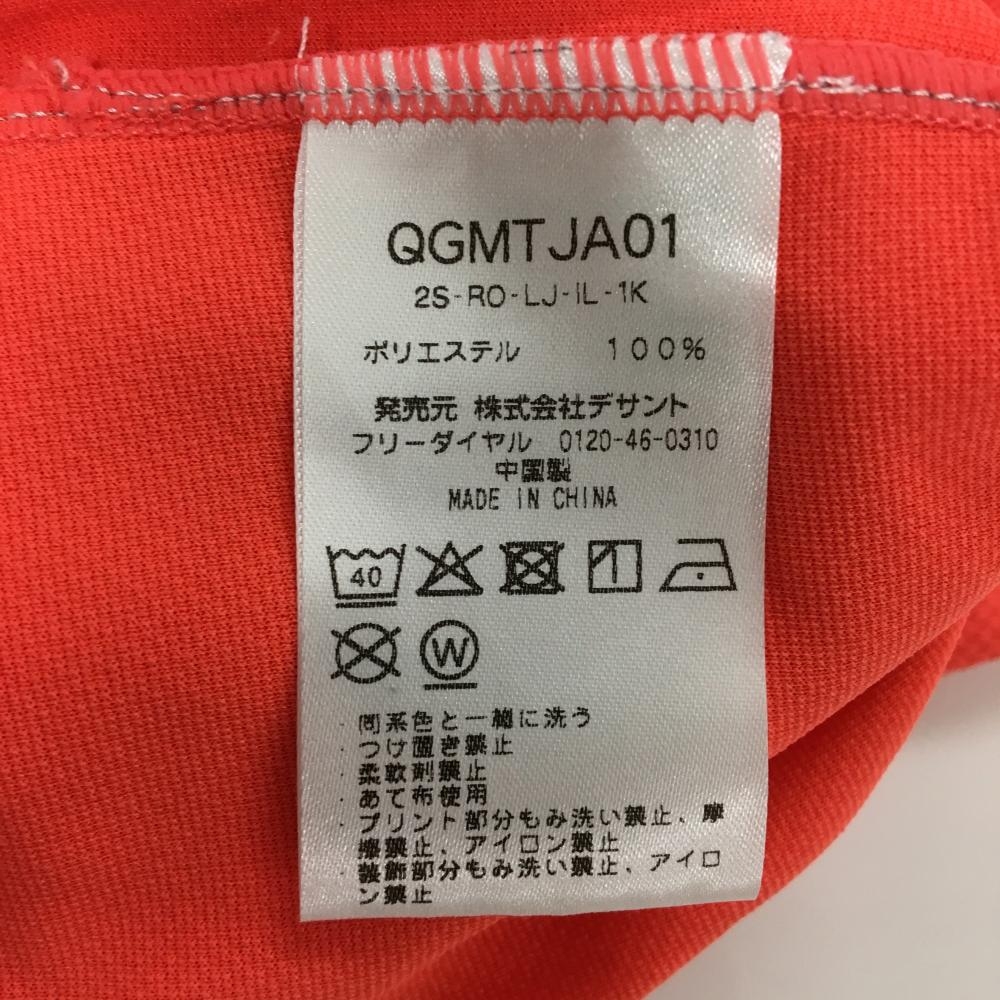 QGMTJA01
2S-RO-LJ-IL-1K
ポリエステル 100%
発売元 株式会社デサント
フリーダイヤル 0120-46-0310
中国製
MADE IN CHINA
40
W
・同系色と一緒に洗う
・つけ置き禁止
・柔軟剤禁止
・あて布使用
・プリント部分もみ洗い禁止、摩
擦禁止、アイロン禁止
・装飾部分もみ洗い禁止、アイロ
ン禁止